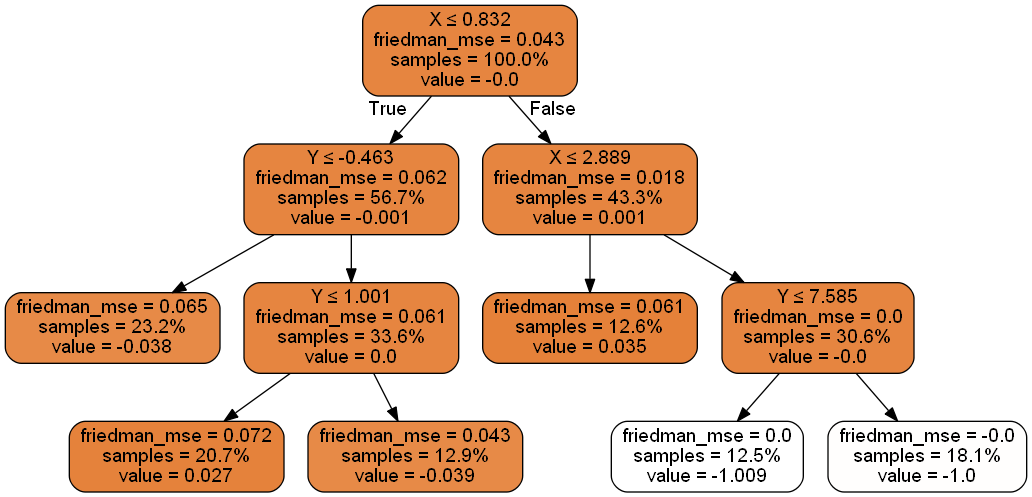 X ≤ 0.832
friedman_mse = 0.043
samples = 100.0%
value = -0.0
True
False
Y ≤ -0.463
friedman_mse = 0.062
samples = 56.7%
value = -0.001
X ≤ 2.889
friedman_mse = 0.018
samples = 43.3%
value = 0.001
friedman_mse = 0.065
samples = 23.2%
value = -0.038
Y ≤ 1.001
friedman_mse = 0.061
samples = 33.6%
value = 0.0
friedman_mse = 0.061
samples = 12.6%
value = 0.035
Y ≤ 7.585
friedman_mse = 0.0
samples = 30.6%
value = -0.0
friedman_mse = 0.072
samples = 20.7%
value = 0.027
friedman_mse = 0.043
samples = 12.9%
value = -0.039
friedman_mse = 0.0
samples = 12.5%
value = -1.009
friedman_mse = -0.0
samples = 18.1%
value = -1.0